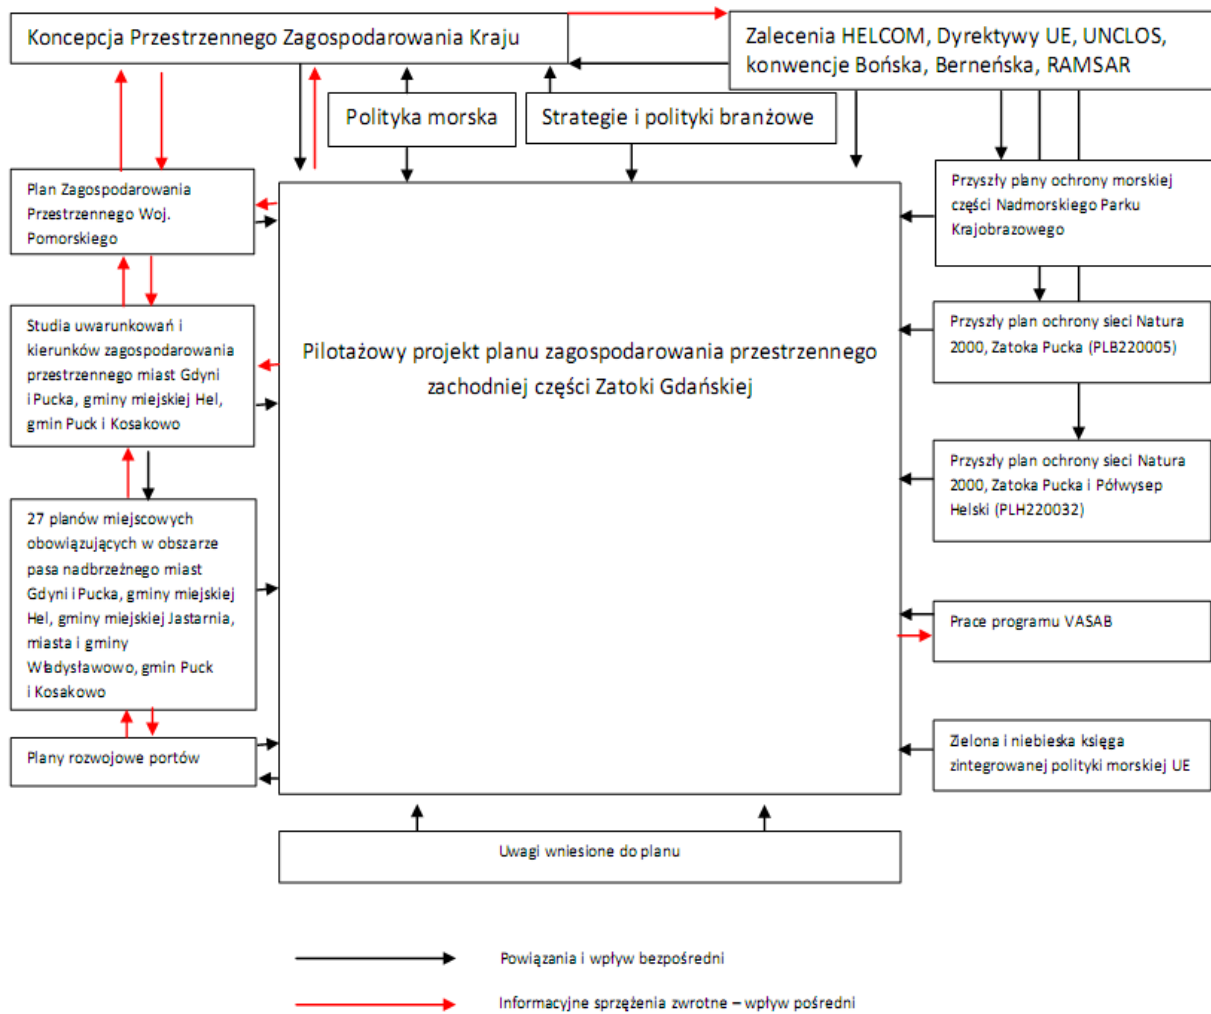 Koncepcja Przestrzennego Zagospodarowania Kraju
Zalecenia HELCOM, Dyrektywy UE, UNCLOS,
konwencje Bońska, Berneńska, RAMSAR
Polityka morska
Strategie i polityki branżowe
Plan Zagospodarowania
Przestrzennego Woj.
Pomorskiego
Studia uwarunkowań i
kierunków zagospodarowania
przestrzennego miast Gdyni
i Pucka, gminy miejskiej Hel,
gmin Puck i Kosakowo
27 planów miejscowych
obowiązujących w obszarze
pasa nadbrzeżnego miast
Gdyni i Pucka, gminy miejskiej
Hel, gminy miejskiej Jastarnia,
miasta i gminy
Władysławowo, gmin Puck
i Kosakowo
Plany rozwojowe portów
Pilotażowy projekt planu zagospodarowania przestrzennego
zachodniej części Zatoki Gdańskiej
Przyszły plany ochrony morskiej
części Nadmorskiego Parku
Krajobrazowego
Przyszły plan ochrony sieci Natura
2000, Zatoka Pucka (PLB220005)
Przyszły plan ochrony sieci Natura
2000, Zatoka Pucka i Półwysep
Helski (PLH220032)
Prace programu VASAB
Zielona i niebieska księga
zintegrowanej polityki morskiej UE
Uwagi wniesione do planu
Powiązania i wpływ bezpośredni
Informacyjne sprzężenia zwrotne – wpływ pośredni